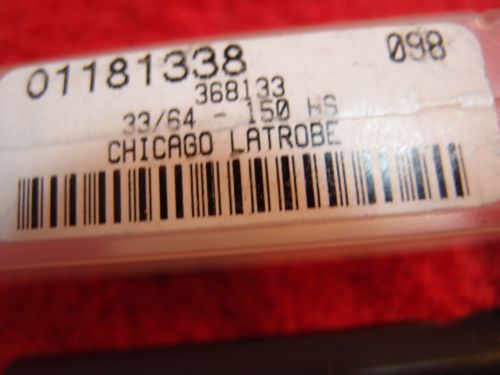 01181338 098
368133
33/64 - 150 HS
CHICAGO LATROBE